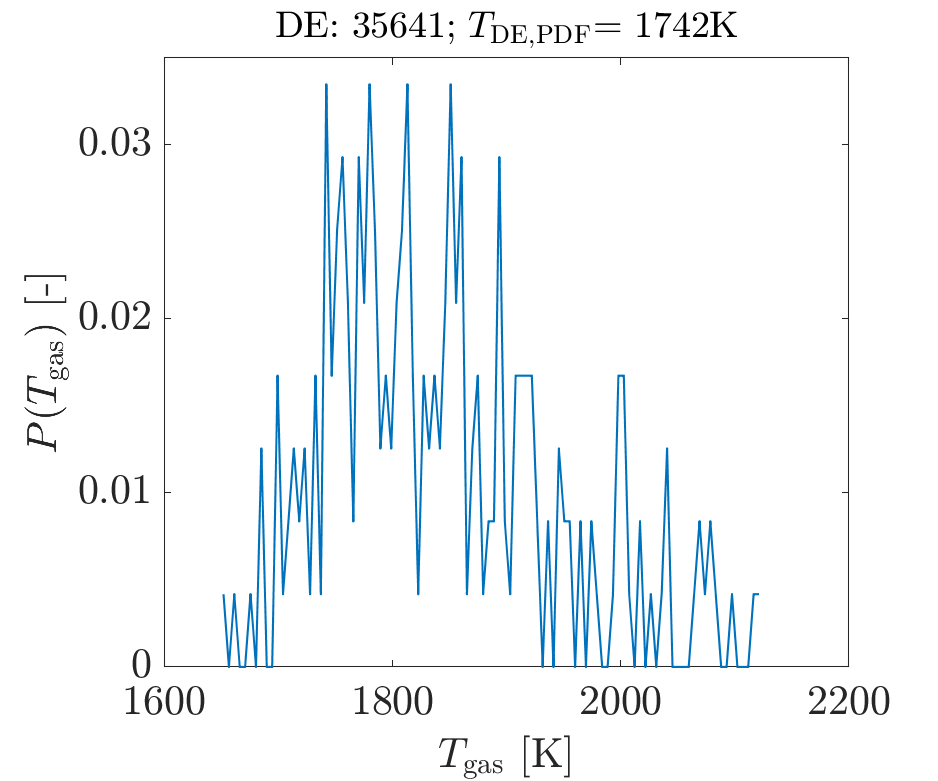 DE: 35641; T_DE,PDF= 1742K
0.03
0.02
0.01
0
P(T_gas) [-]
1600 1800 2000 2200
T_gas [K]